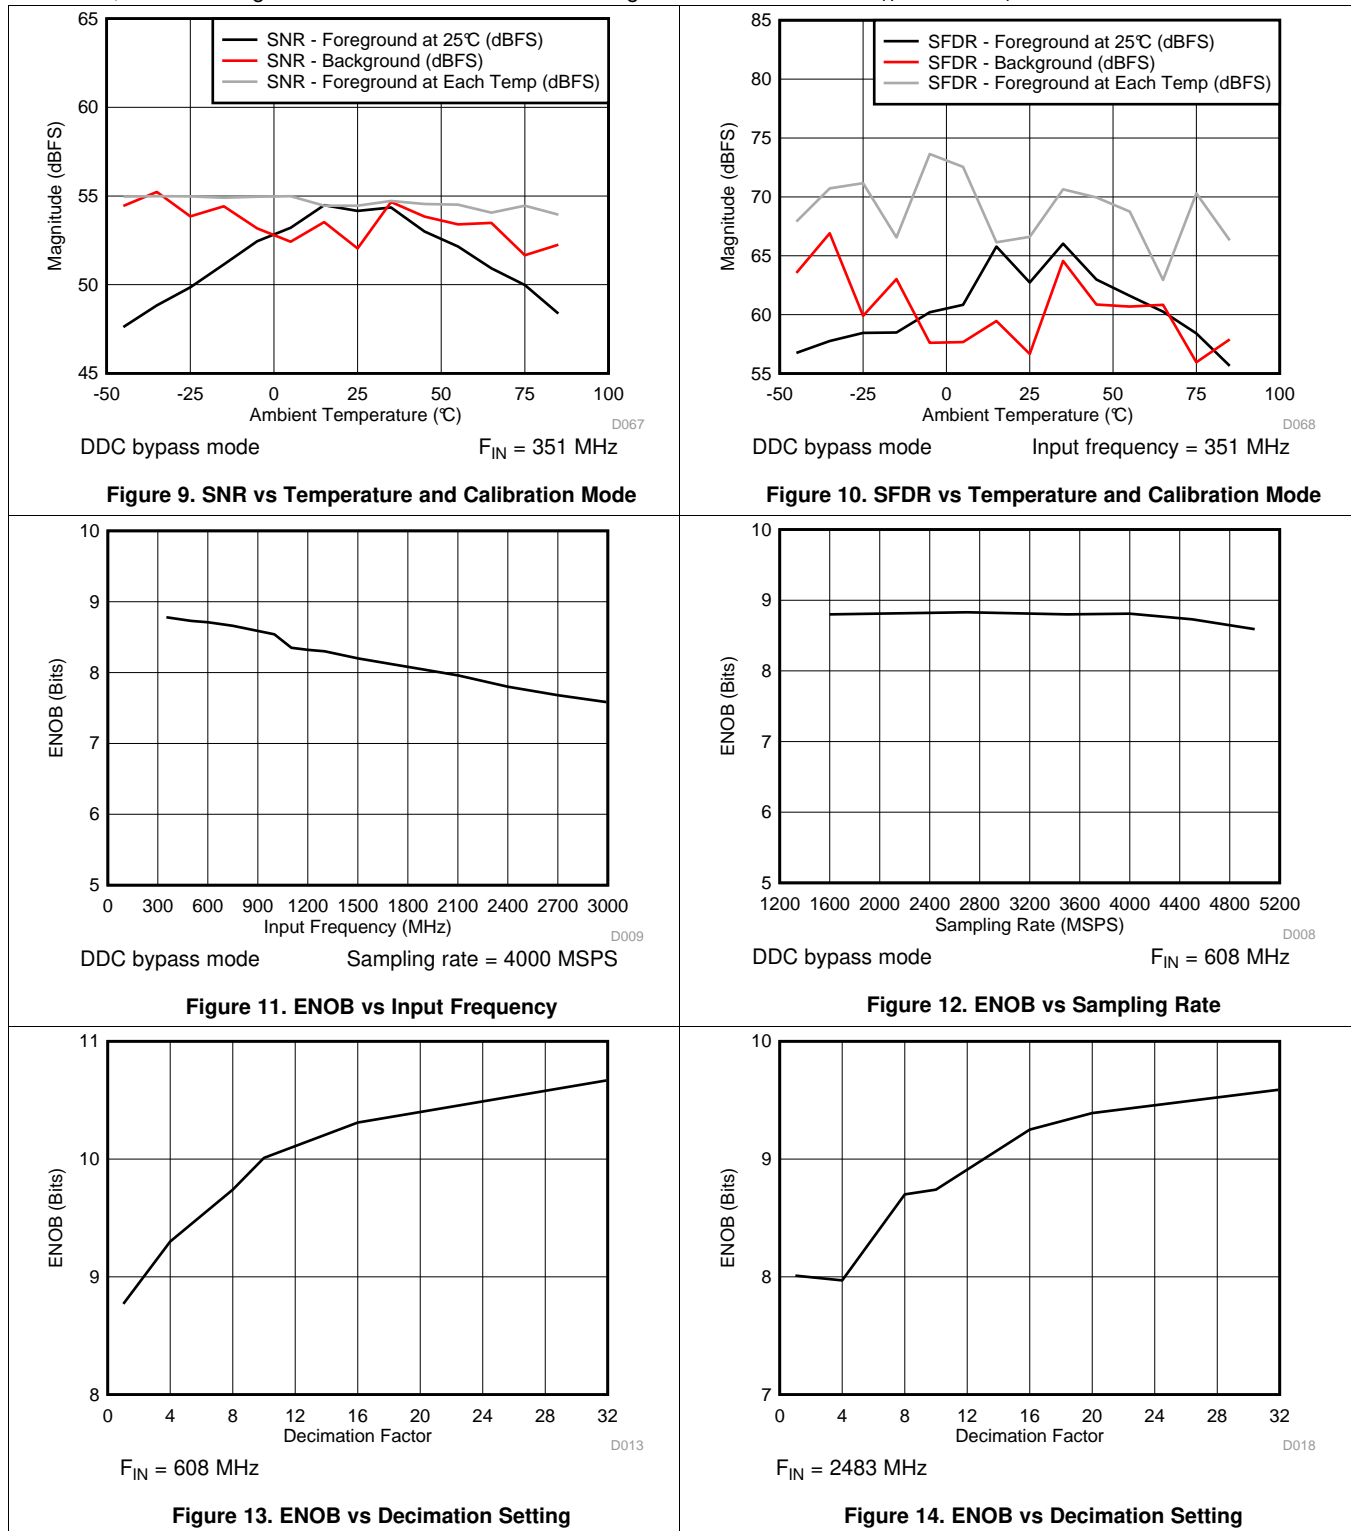 65
60
55
50
45
-50 -25 0 25 50 75 100
Magnitude (dBFS)
SNR - Foreground at 25°C (dBFS)
SNR - Background (dBFS)
SNR - Foreground at Each Temp (dBFS)
Ambient Temperature (°C)
D067
DDC bypass mode FIN = 351 MHz
Figure 9. SNR vs Temperature and Calibration Mode
85
80
75
70
65
60
55
-50 -25 0 25 50 75 100
Magnitude (dBFS)
SFDR - Foreground at 25°C (dBFS)
SFDR - Background (dBFS)
SFDR - Foreground at Each Temp (dBFS)
Ambient Temperature (°C)
D068
DDC bypass mode Input frequency = 351 MHz
Figure 10. SFDR vs Temperature and Calibration Mode
10
9
8
7
6
5
0 300 600 900 1200 1500 1800 2100 2400 2700 3000
ENOB (Bits)
Input Frequency (MHz)
D009
DDC bypass mode Sampling rate = 4000 MSPS
Figure 11. ENOB vs Input Frequency
10
9
8
7
6
5
1200 1600 2000 2400 2800 3200 3600 4000 4400 4800 5200
ENOB (Bits)
Sampling Rate (MSPS)
D008
DDC bypass mode FIN = 608 MHz
Figure 12. ENOB vs Sampling Rate
11
10
9
8
0 4 8 12 16 20 24 28 32
ENOB (Bits)
Decimation Factor
D013
FIN = 608 MHz
Figure 13. ENOB vs Decimation Setting
10
9
8
7
0 4 8 12 16 20 24 28 32
ENOB (Bits)
Decimation Factor
D018
FIN = 2483 MHz
Figure 14. ENOB vs Decimation Setting